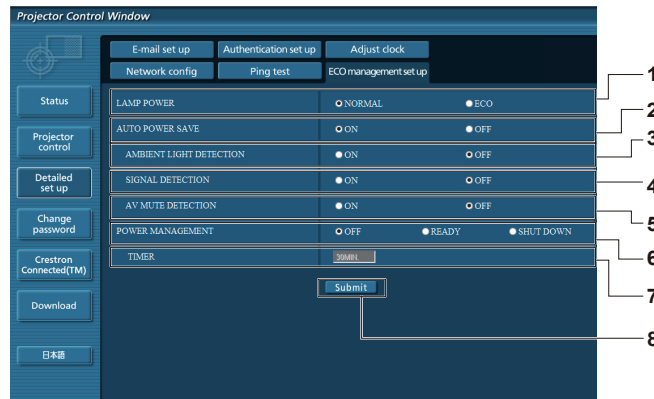 Projector Control Window
E-mail set up Authentication set up Adjust clock
Network config Ping test ECO management set up
Status
Projector control
Detailed set up
Change password
Crestron Connected(TM)
Download
日本語
LAMP POWER NORMAL ECO 1
AUTO POWER SAVE ON OFF 2
AMBIENT LIGHT DETECTION ON OFF 3
SIGNAL DETECTION ON OFF 4
AV MUTE DETECTION ON OFF 5
POWER MANAGEMENT OFF READY SHUT DOWN 6
TIMER 30MIN. 7
Submit 8